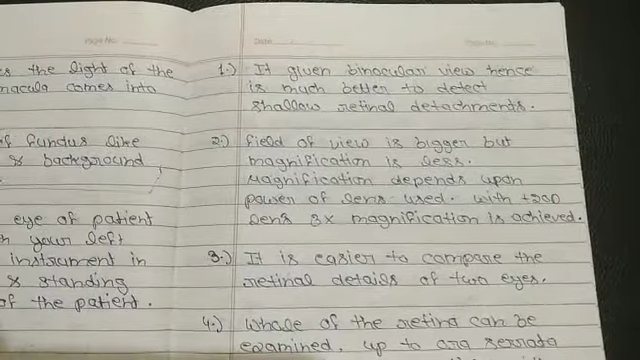 Page No.
es the light of the
macula comes into
of fundus like
& background
eye of patient
your left
instrument in
& standing
of the patient.
Date
Page No.
1.) It given binocular view hence
is much better to detect
shallow retinal detachments.
2.) Field of view is bigger but
magnification is less.
Magnification depends upon
power of lens used. with +20D
lens 3x magnification is achieved.
3.) It is easier to compare the
retinal details of two eyes.
4.) Whole of the retina can be
examined. up to ora serrata